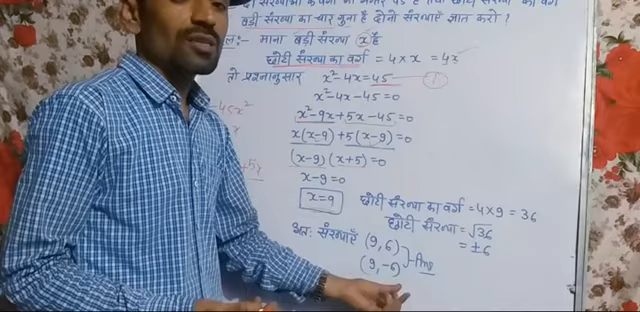 बड़ी संख्या का चार गुना है दोनों संख्याएँ ज्ञात करो ?
हल:- माना बड़ी संख्या x है
छोटी संख्या का वर्ग = 4 × x = 4x
तो प्रश्नानुसार x²-4x = 45 ①
x²-4x-45=0
x²-9x+5x-45=0
x(x-9)+5(x-9)=0
(x-9)(x+5)=0
x-9=0
x=9
छोटी संख्या का वर्ग = 4×9 = 36
छोटी संख्या = √36
= ±6
अतः संख्याएँ (9,6)
(9,-6) Ans